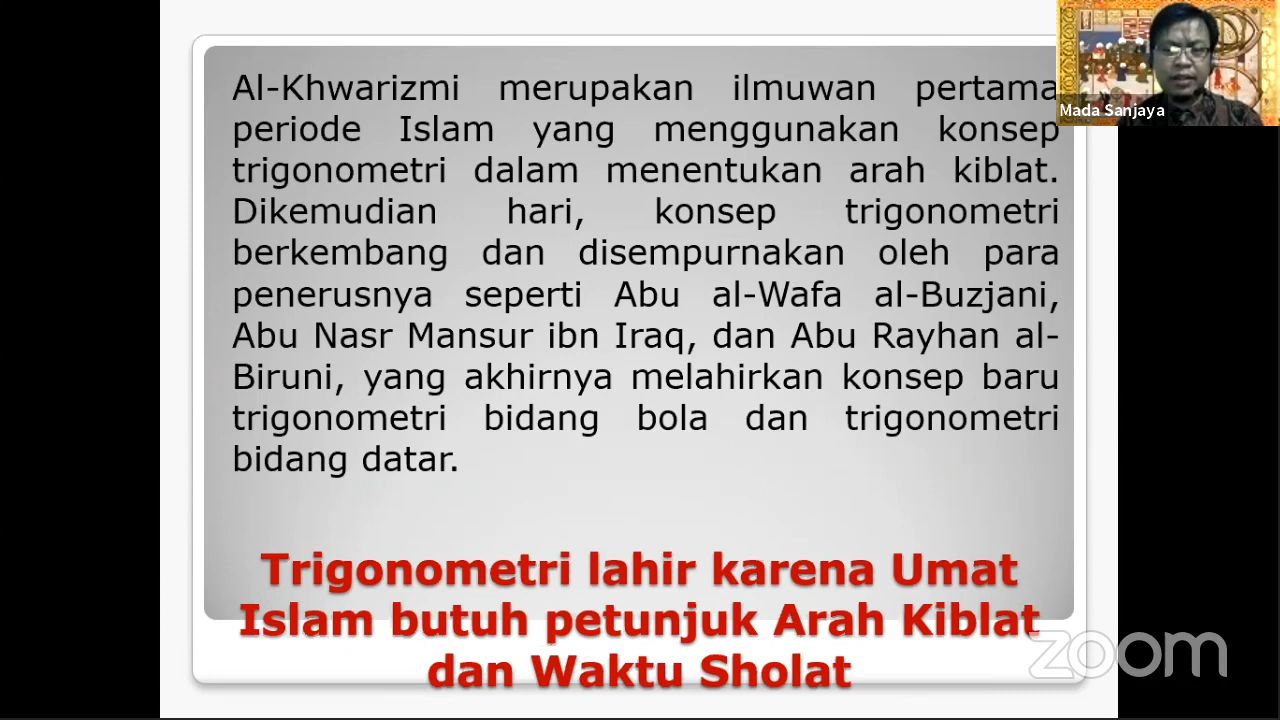 Al-Khwarizmi merupakan ilmuwan pertama
periode Islam yang menggunakan konsep
trigonometri dalam menentukan arah kiblat.
Dikemudian hari, konsep trigonometri
berkembang dan disempurnakan oleh para
penerusnya seperti Abu al-Wafa al-Buzjani,
Abu Nasr Mansur ibn Iraq, dan Abu Rayhan al-
Biruni, yang akhirnya melahirkan konsep baru
trigonometri bidang bola dan trigonometri
bidang datar.
Trigonometri lahir karena Umat
Islam butuh petunjuk Arah Kiblat
dan Waktu Sholat
Mada Sanjaya
zoom